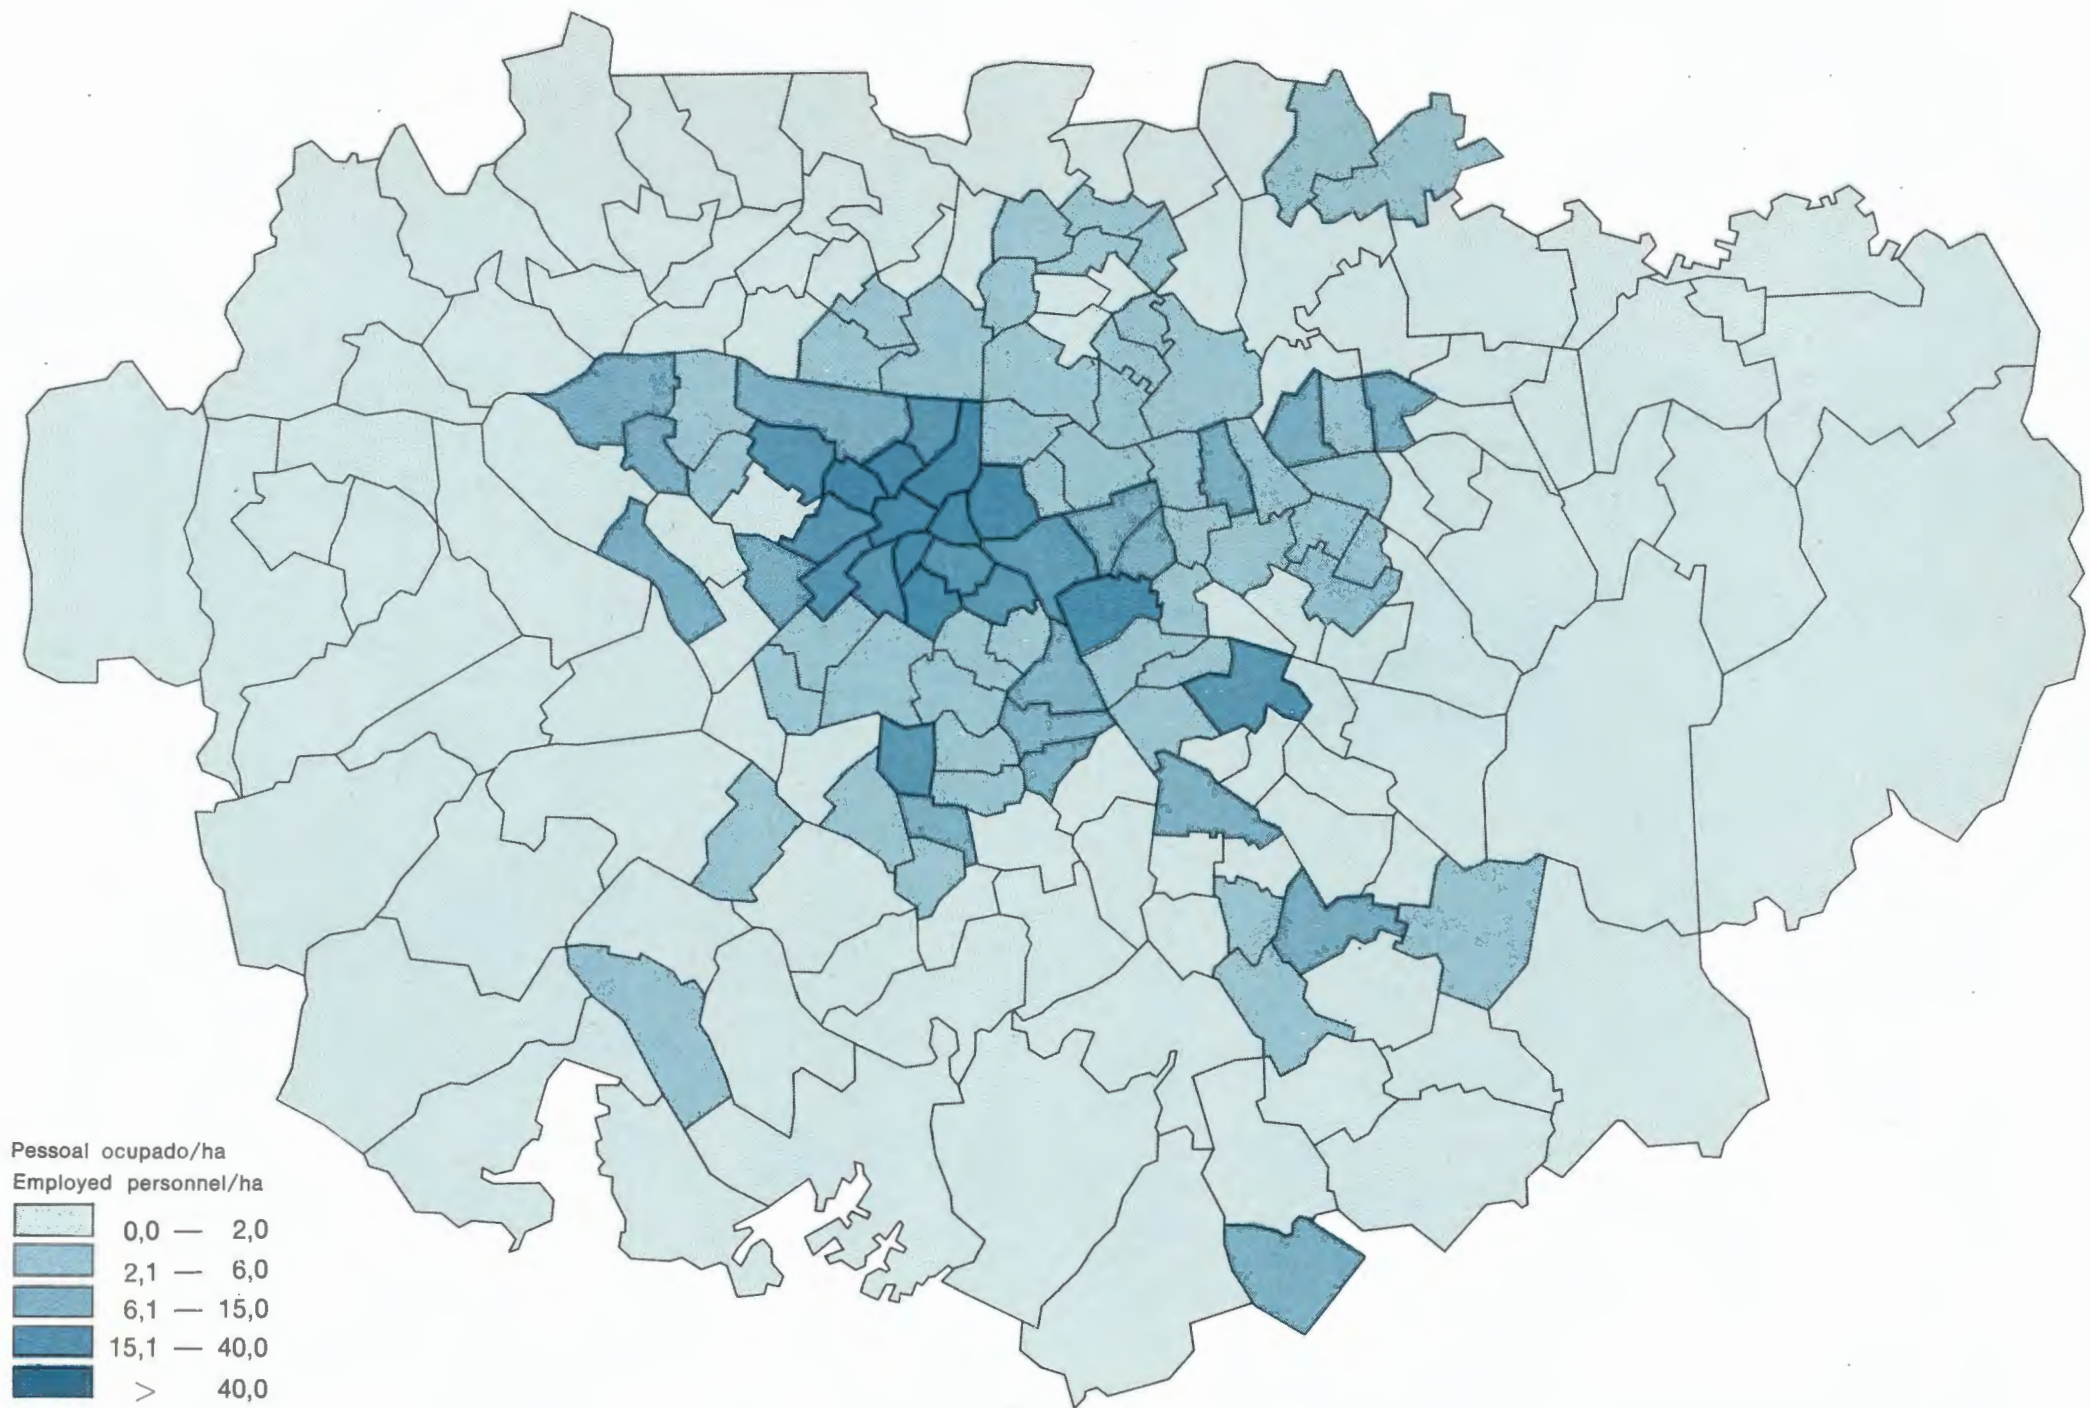 Pessoal ocupado/ha
Employed personnel/ha
0,0 — 2,0
2,1 — 6,0
6,1 — 15,0
15,1 — 40,0
> 40,0